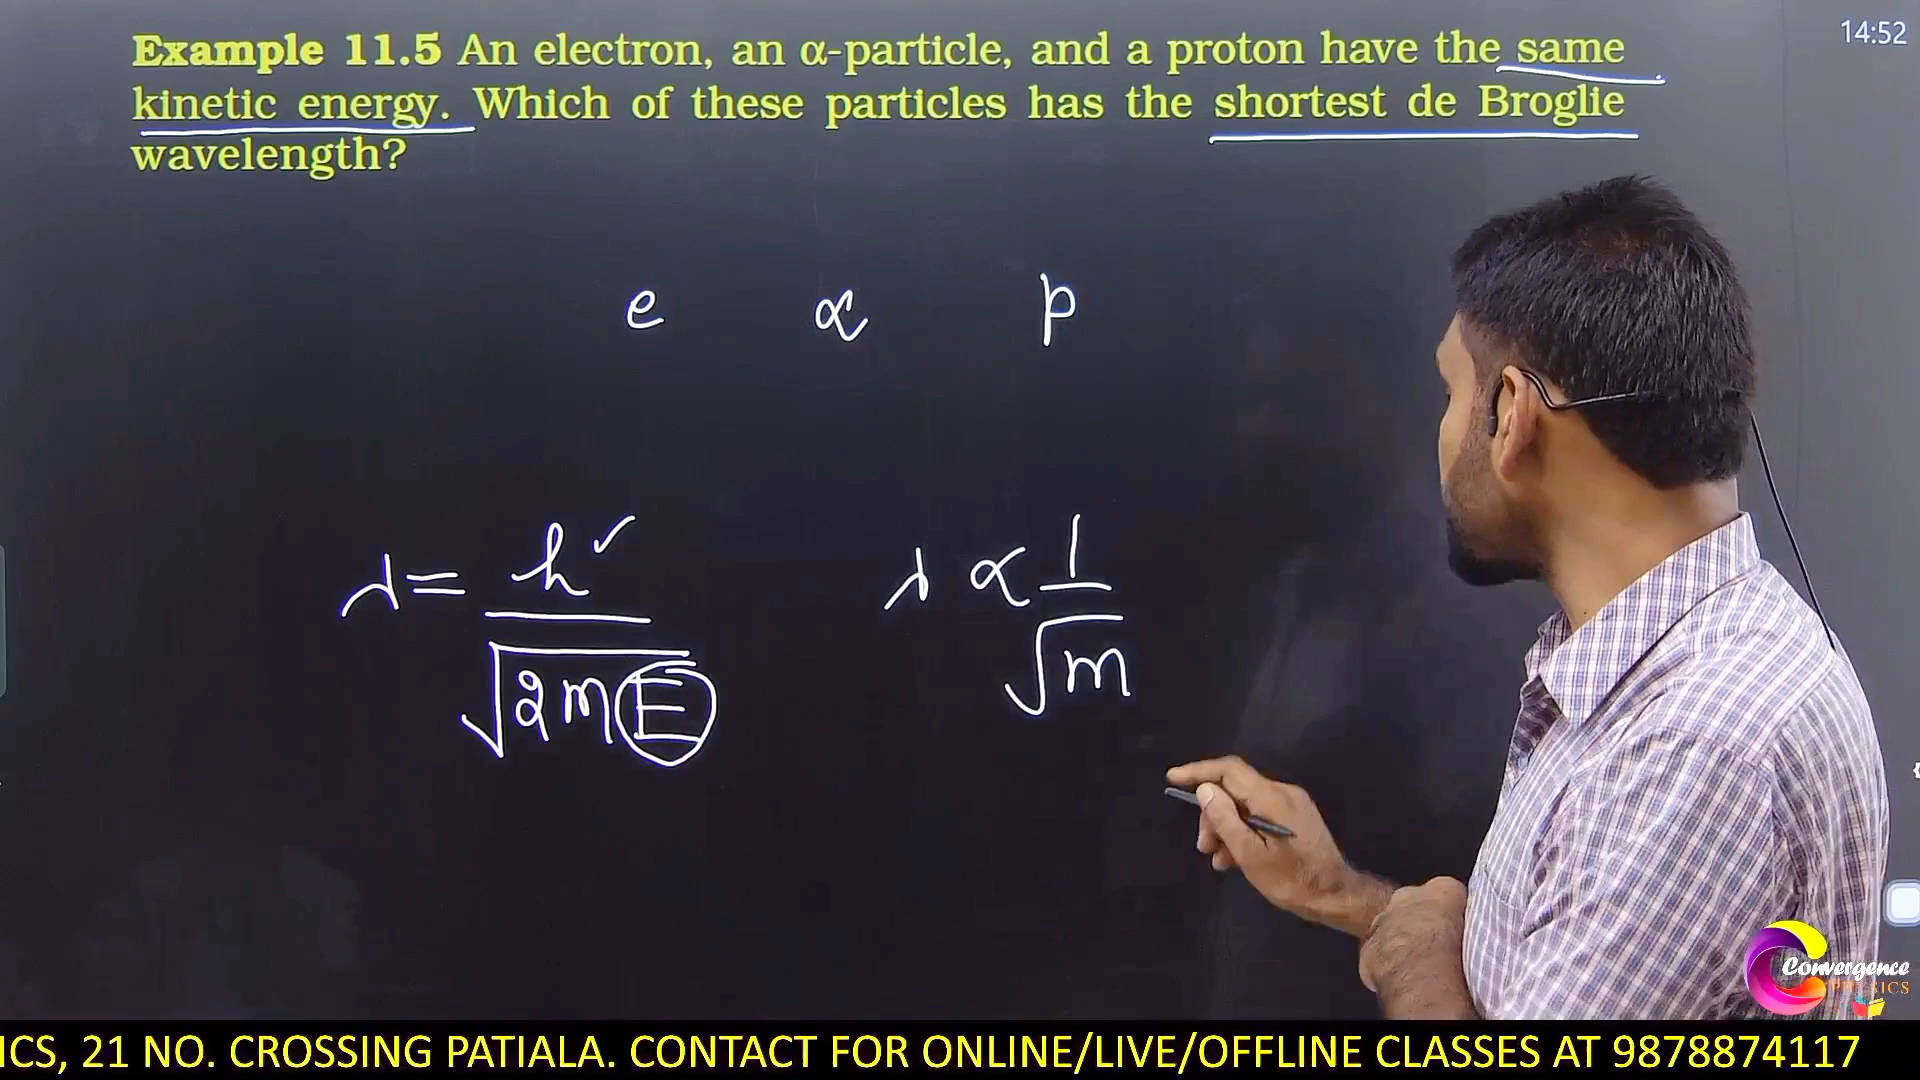 14:52
Example 11.5 An electron, an α-particle, and a proton have the same
kinetic energy. Which of these particles has the shortest de Broglie
wavelength?
e α p
λ = h / √2mE
λ ∝ 1 / √m
Convergence
PHYSICS
ICS, 21 NO. CROSSING PATIALA. CONTACT FOR ONLINE/LIVE/OFFLINE CLASSES AT 9878874117